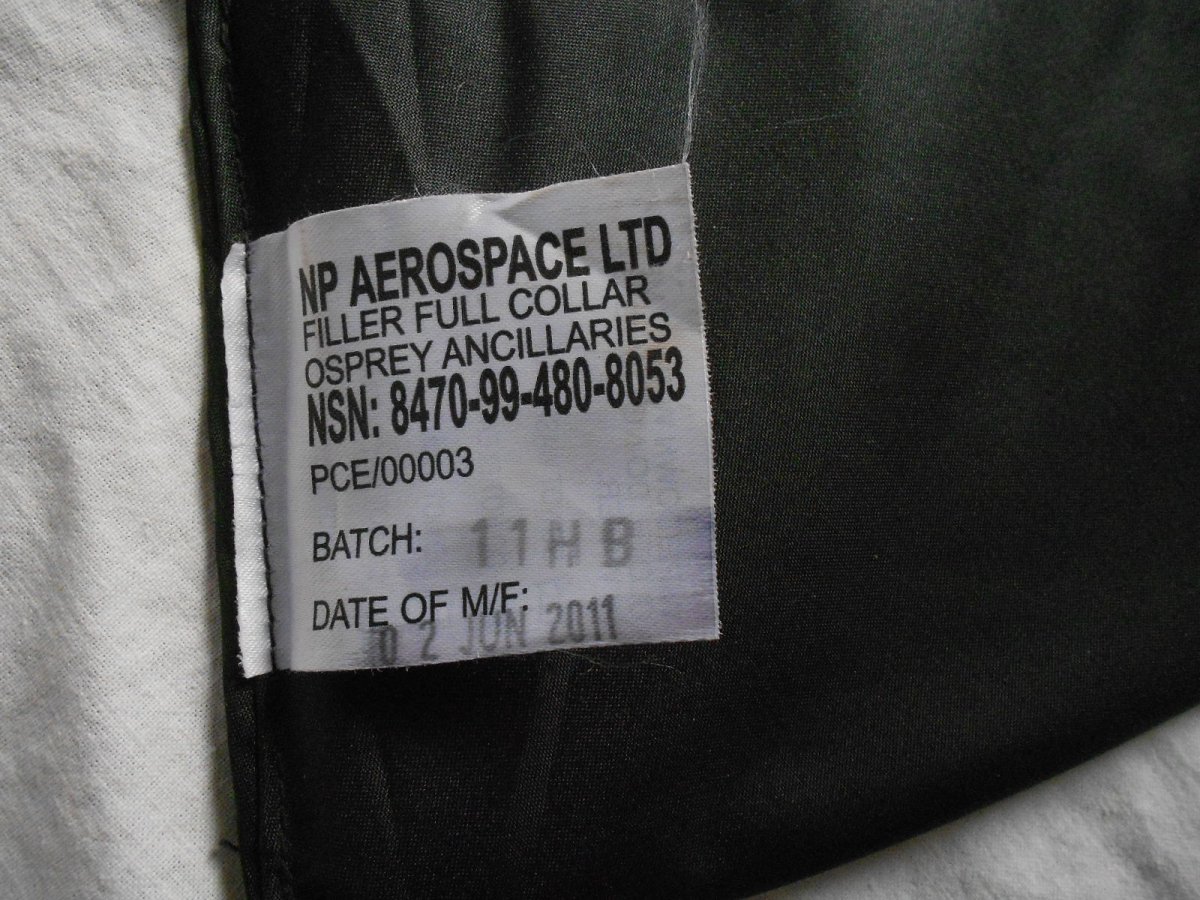 NP AEROSPACE LTD
FILLER FULL COLLAR
OSPREY ANCILLARIES
NSN: 8470-99-480-8053
PCE/00003
BATCH: 11HB
DATE OF M/F:
02 JUN 2011